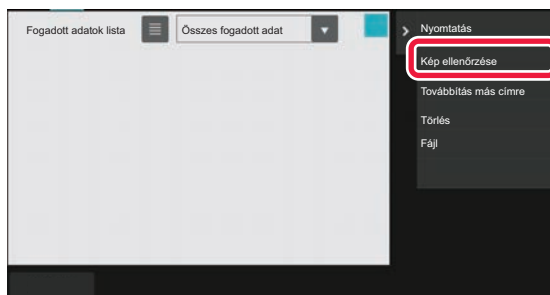 Fogadott adatok lista
Összes fogadott adat
Nyomtatás
Kép ellenőrzése
Továbbítás más címre
Törlés
Fájl